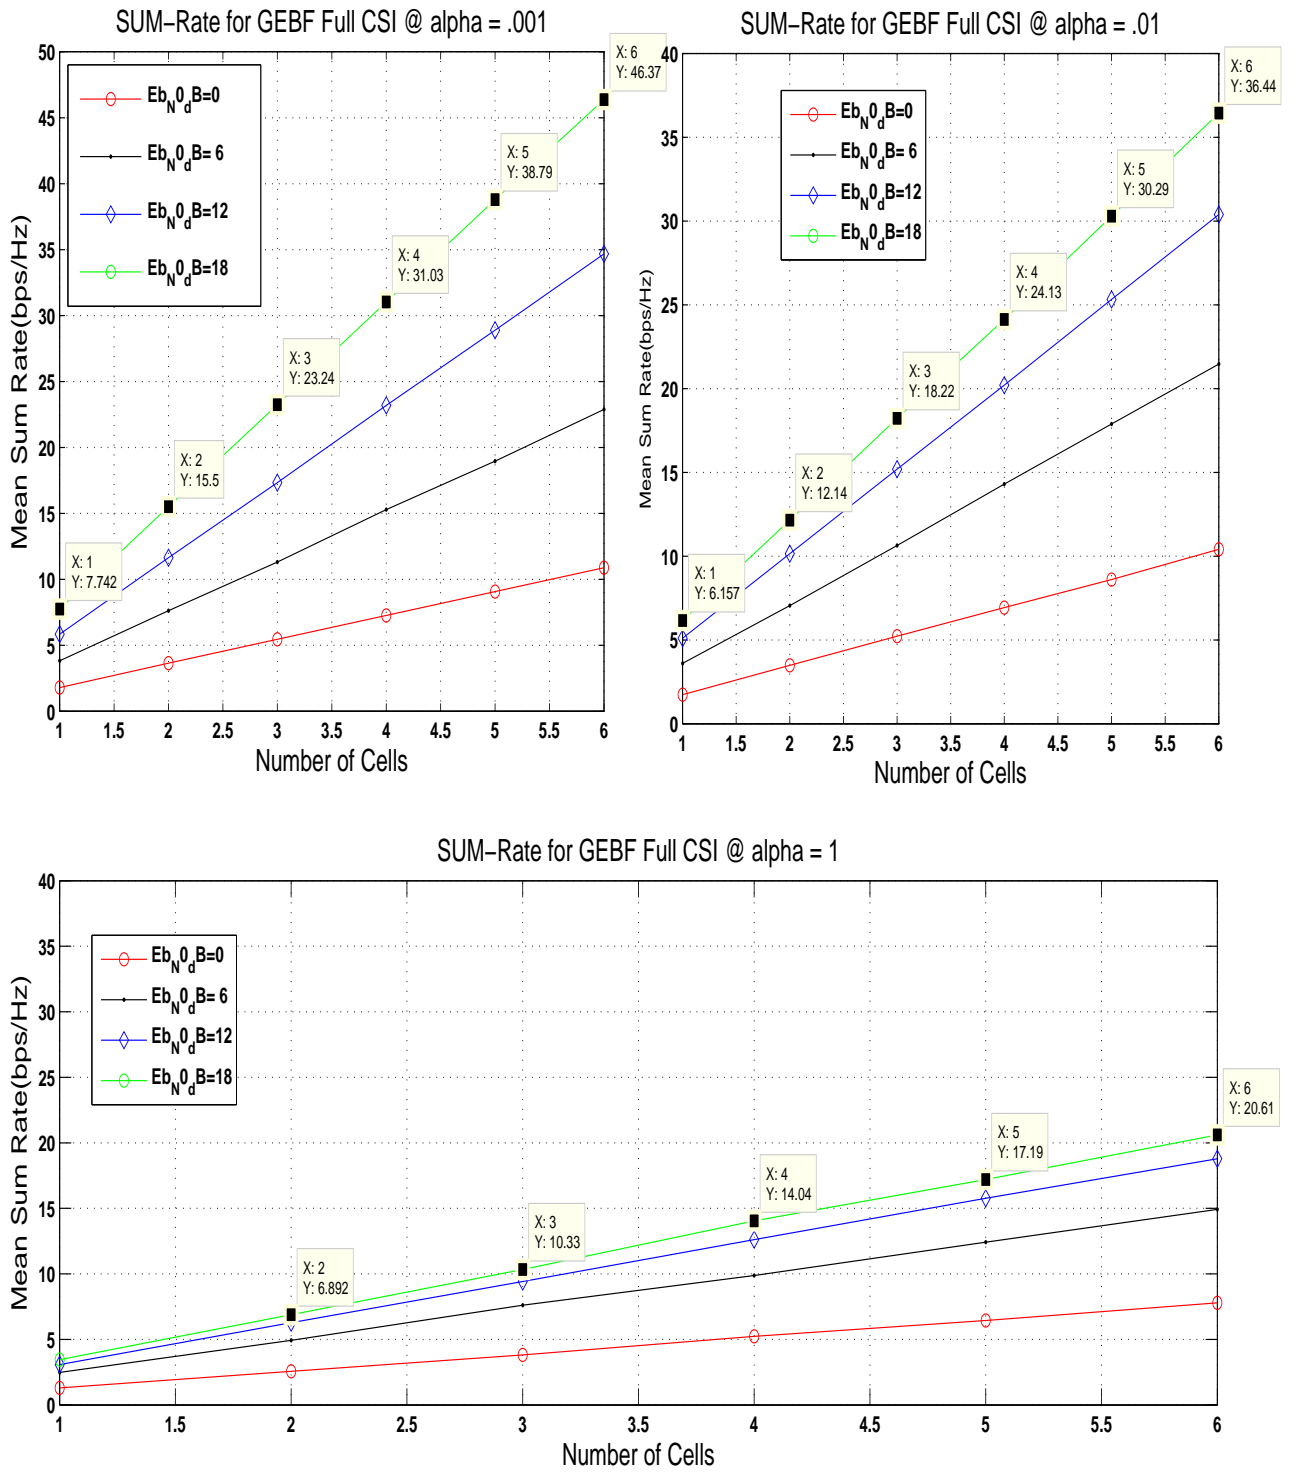 SUM−Rate for GEBF Full CSI @ alpha = .001
Mean Sum Rate(bps/Hz)
50
45
40
35
30
25
20
15
10
5
0
Eb_N0_dB=0
Eb_N0_dB= 6
Eb_N0_dB=12
Eb_N0_dB=18
X: 1
Y: 7.742
X: 2
Y: 15.5
X: 3
Y: 23.24
X: 4
Y: 31.03
X: 5
Y: 38.79
X: 6
Y: 46.37
1 1.5 2 2.5 3 3.5 4 4.5 5 5.5 6
Number of Cells
SUM−Rate for GEBF Full CSI @ alpha = .01
Mean Sum Rate(bps/Hz)
40
35
30
25
20
15
10
5
0
Eb_N0_dB=0
Eb_N0_dB= 6
Eb_N0_dB=12
Eb_N0_dB=18
X: 1
Y: 6.157
X: 2
Y: 12.14
X: 3
Y: 18.22
X: 4
Y: 24.13
X: 5
Y: 30.29
X: 6
Y: 36.44
1 1.5 2 2.5 3 3.5 4 4.5 5 5.5 6
Number of Cells
SUM−Rate for GEBF Full CSI @ alpha = 1
Mean Sum Rate(bps/Hz)
40
35
30
25
20
15
10
5
0
Eb_N0_dB=0
Eb_N0_dB= 6
Eb_N0_dB=12
Eb_N0_dB=18
X: 2
Y: 6.892
X: 3
Y: 10.33
X: 4
Y: 14.04
X: 5
Y: 17.19
X: 6
Y: 20.61
1 1.5 2 2.5 3 3.5 4 4.5 5 5.5 6
Number of Cells